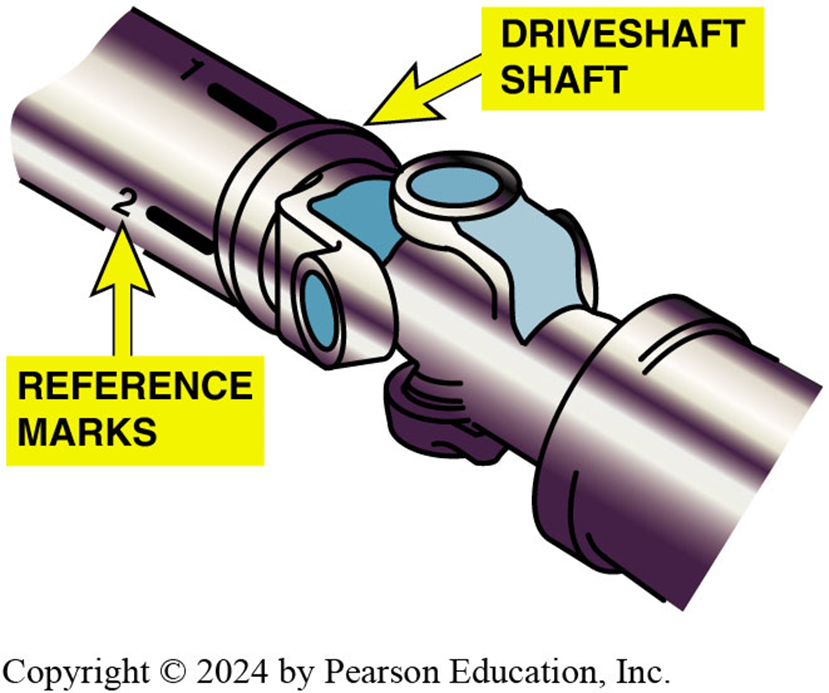 DRIVESHAFT
SHAFT
1
2
REFERENCE
MARKS
Copyright © 2024 by Pearson Education, Inc.